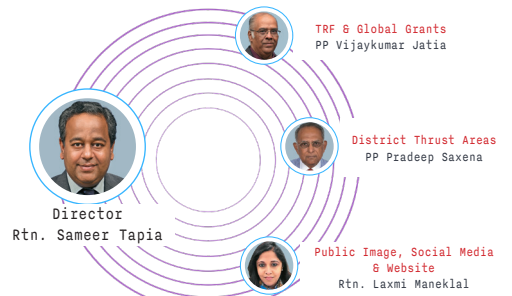 TRF & Global Grants
PP Vijaykumar Jatia
District Thrust Areas
PP Pradeep Saxena
Director
Rtn. Sameer Tapia
Public Image, Social Media
& Website
Rtn. Laxmi Maneklal